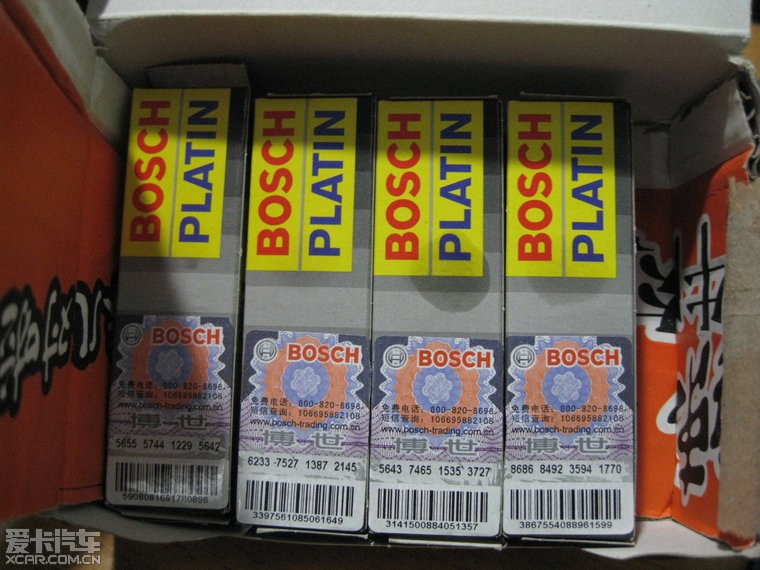 BOSCH
PLATIN
BOSCH
免费电话：800-820-8698
短信查询：106695882108
www.bosch-trading.com.cn
博世
5655 5744 1229 5642
BOSCH
PLATIN
BOSCH
免费电话：800-820-8698
短信查询：106695882108
www.bosch-trading.com.cn
博世
6233 7527 1387 2145
3397561085061649
BOSCH
PLATIN
BOSCH
免费电话：800-820-8698
短信查询：106695882108
www.bosch-trading.com.cn
博世
5643 7465 1535 3727
3141500884051357
BOSCH
PLATIN
BOSCH
免费电话：800-820-8698
短信查询：106695882108
www.bosch-trading.com.cn
博世
8686 8492 3594 1770
3867554088961599
爱卡汽车
XCAR.COM.CN